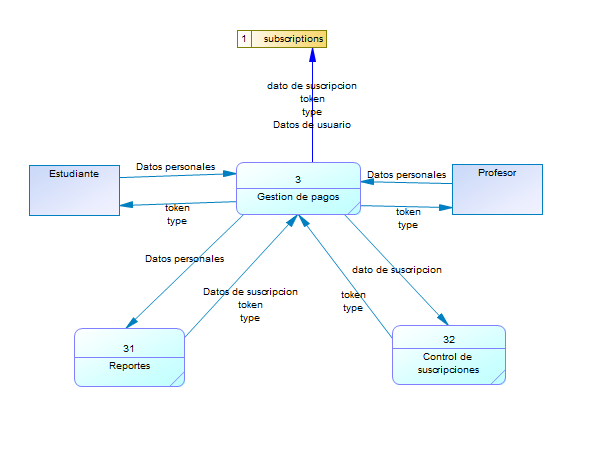 1 subscriptions
dato de suscripcion
token
type
Datos de usuario
Estudiante
Datos personales
3
Gestion de pagos
Datos personales
Profesor
token
type
token
type
Datos personales
dato de suscripcion
Datos de suscripcion
token
type
token
type
31
Reportes
32
Control de
suscripciones